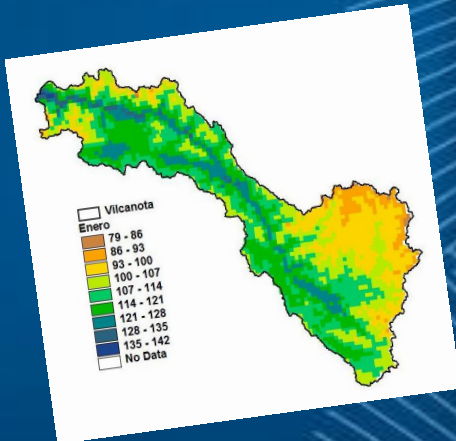 Vilcanota
Enero
79 - 86
86 - 93
93 - 100
100 - 107
107 - 114
114 - 121
121 - 128
128 - 135
135 - 142
No Data